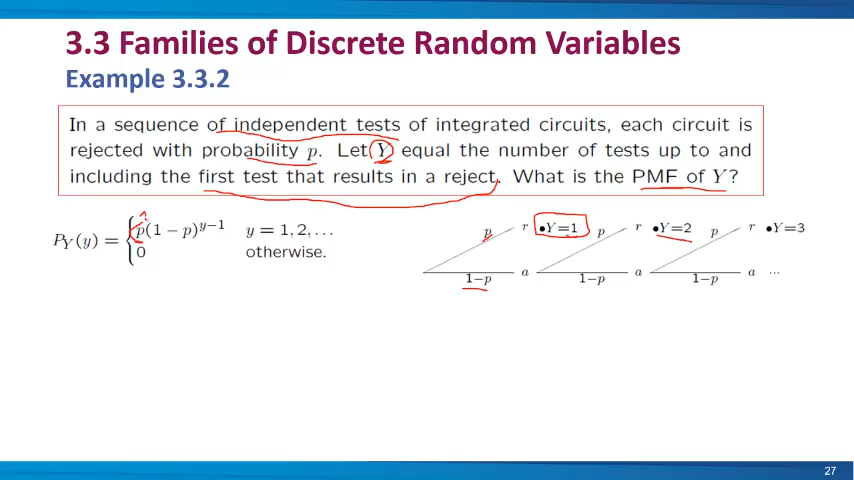 3.3 Families of Discrete Random Variables
Example 3.3.2
In a sequence of independent tests of integrated circuits, each circuit is
rejected with probability p. Let Y equal the number of tests up to and
including the first test that results in a reject. What is the PMF of Y?
P_Y(y) = { p(1 − p)^{y−1} y = 1, 2, . . .
0 otherwise.
p r •Y=1 p r •Y=2 p r •Y=3
1−p a 1−p a 1−p a ...
27